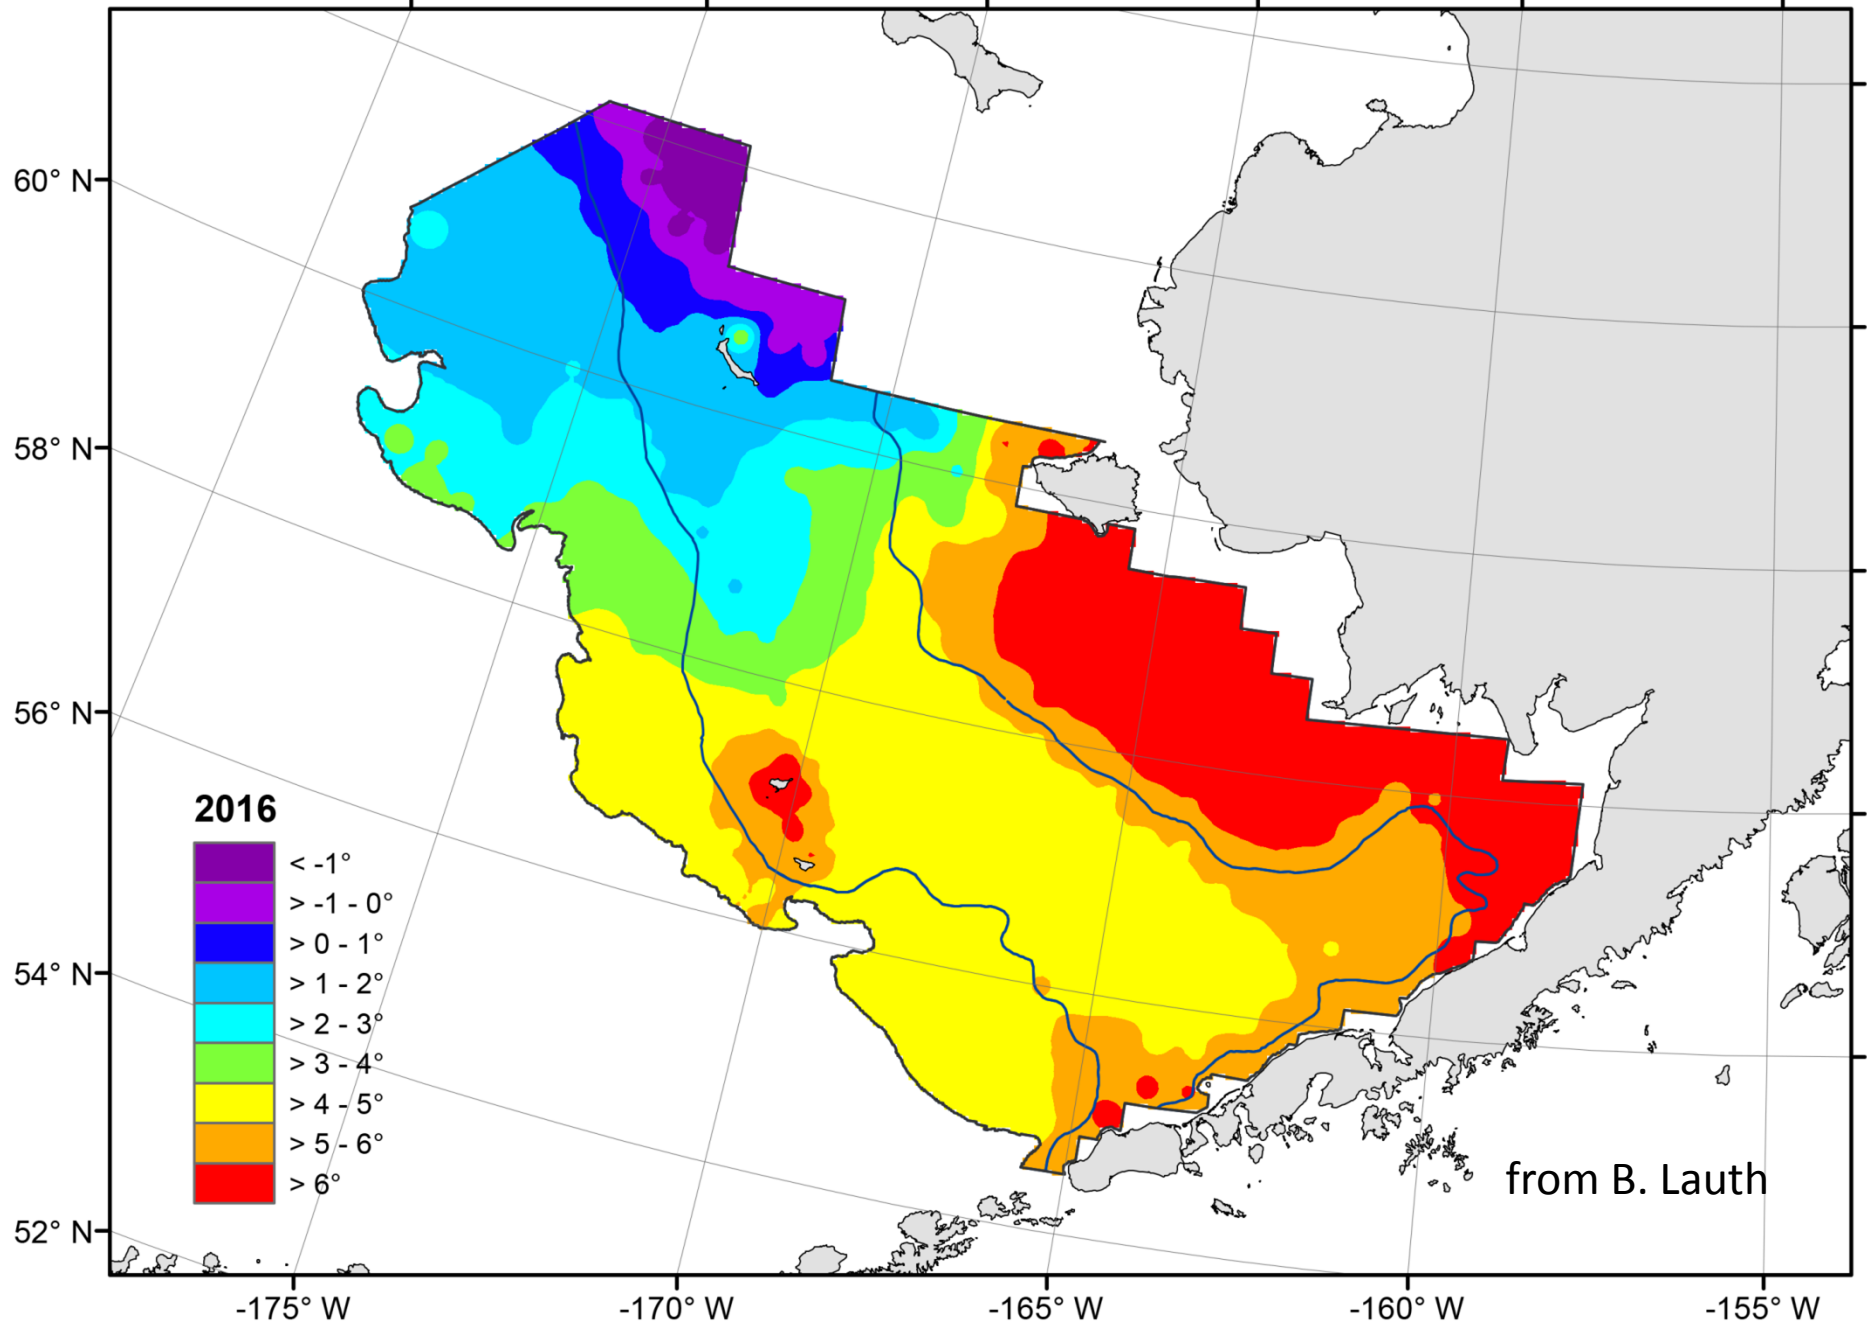 60° N
58° N
56° N
54° N
52° N
2016
< -1°
> -1 - 0°
> 0 - 1°
> 1 - 2°
> 2 - 3°
> 3 - 4°
> 4 - 5°
> 5 - 6°
> 6°
from B. Lauth
-175° W
-170° W
-165° W
-160° W
-155° W